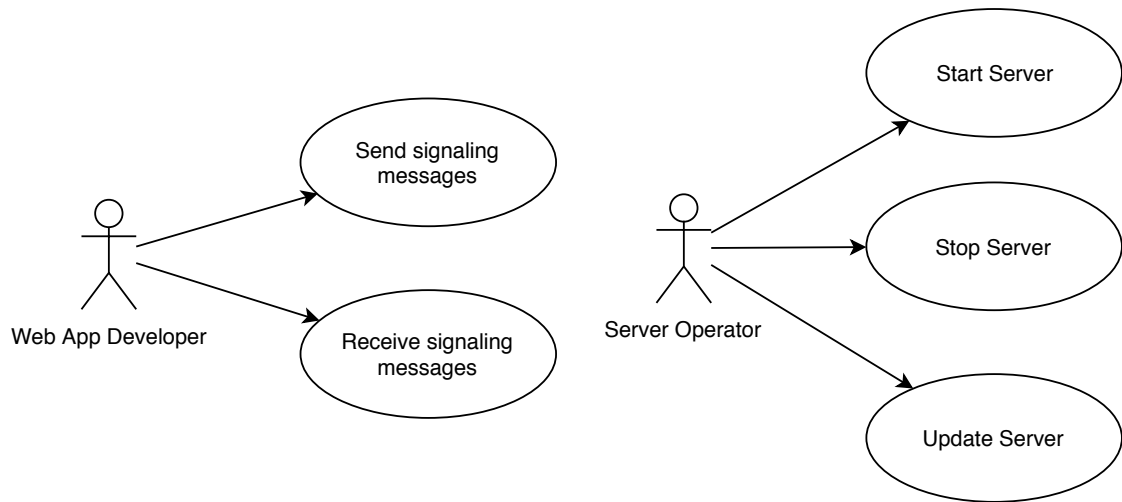 Send signaling
messages
Web App Developer
Receive signaling
messages
Start Server
Stop Server
Server Operator
Update Server